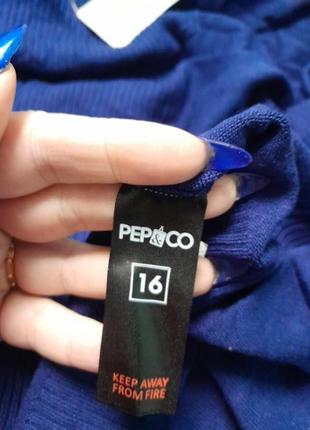 PEP&CO
16
KEEP AWAY
FROM FIRE